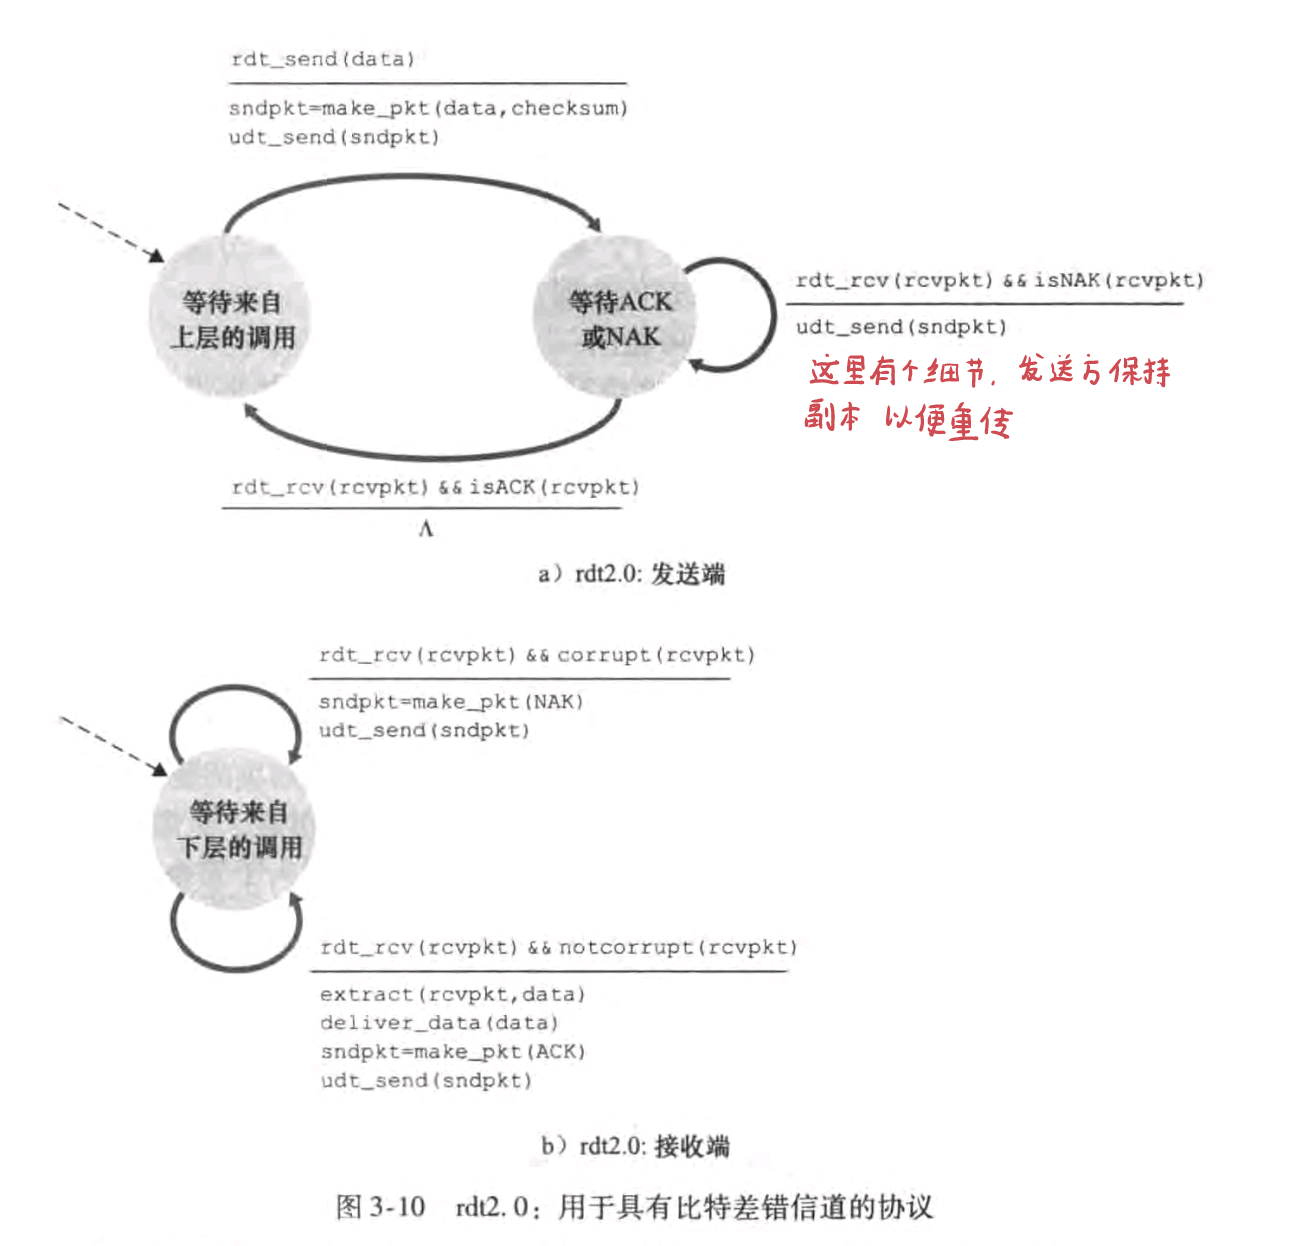 rdt_send(data)
sndpkt=make_pkt(data,checksum)
udt_send(sndpkt)
等待来自
上层的调用
等待ACK
或NAK
rdt_rcv(rcvpkt) && isNAK(rcvpkt)
udt_send(sndpkt)
这里有个细节，发送方保持
副本 以便重传
rdt_rcv(rcvpkt) && isACK(rcvpkt)
Λ
a）rdt2.0: 发送端
rdt_rcv(rcvpkt) && corrupt(rcvpkt)
sndpkt=make_pkt(NAK)
udt_send(sndpkt)
等待来自
下层的调用
rdt_rcv(rcvpkt) && notcorrupt(rcvpkt)
extract(rcvpkt,data)
deliver_data(data)
sndpkt=make_pkt(ACK)
udt_send(sndpkt)
b）rdt2.0: 接收端
图 3-10 rdt2.0：用于具有比特差错信道的协议